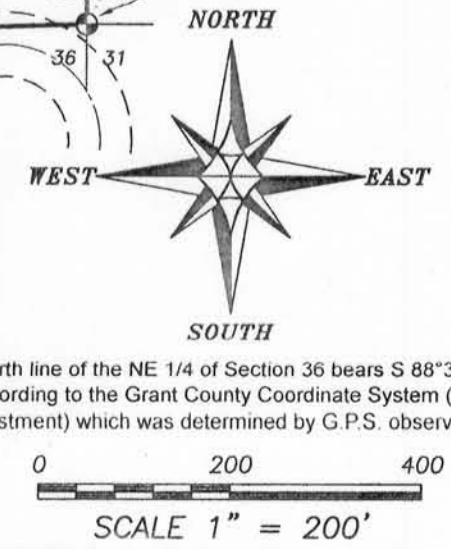 36 31
NORTH
WEST EAST
SOUTH
rth line of the NE 1/4 of Section 36 bears S 88°3
ording to the Grant County Coordinate System (
stment) which was determined by G.P.S. observ
0 200 400
SCALE 1" = 200'